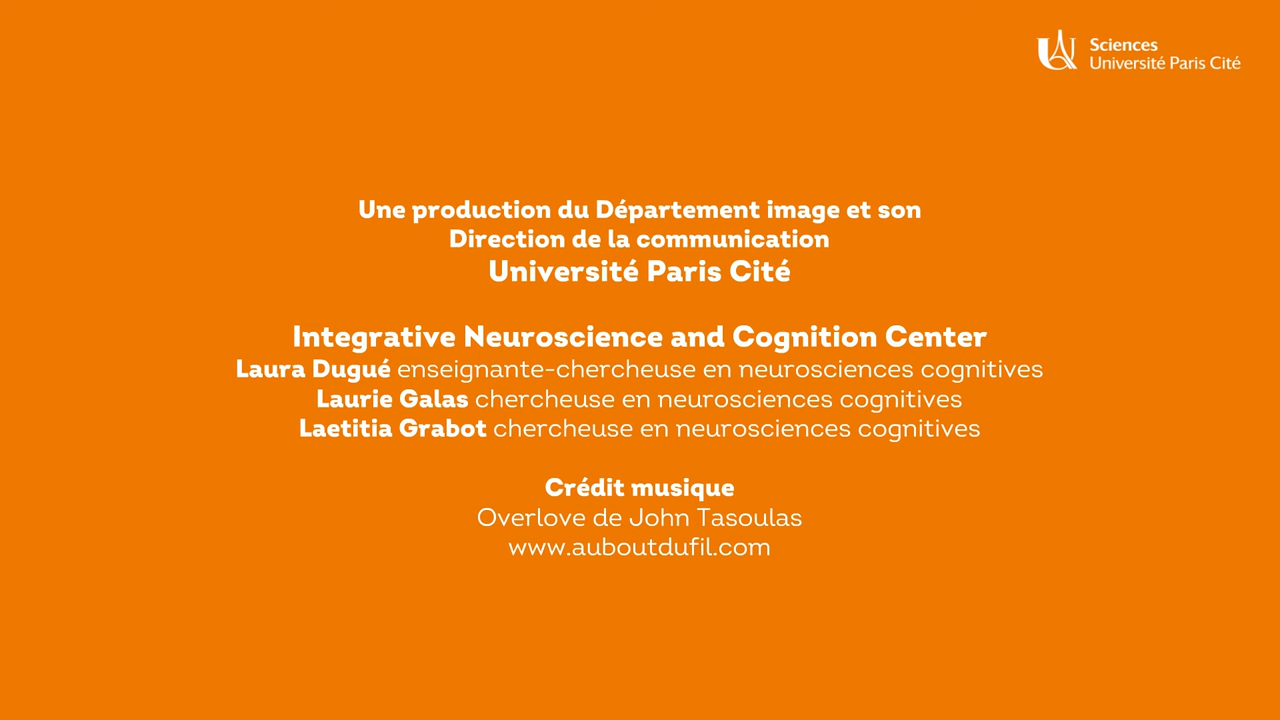 Sciences
Université Paris Cité
Une production du Département image et son
Direction de la communication
Université Paris Cité
Integrative Neuroscience and Cognition Center
Laura Dugué enseignante-chercheuse en neurosciences cognitives
Laurie Galas chercheuse en neurosciences cognitives
Laetitia Grabot chercheuse en neurosciences cognitives
Crédit musique
Overlove de John Tasoulas
www.auboutdufil.com